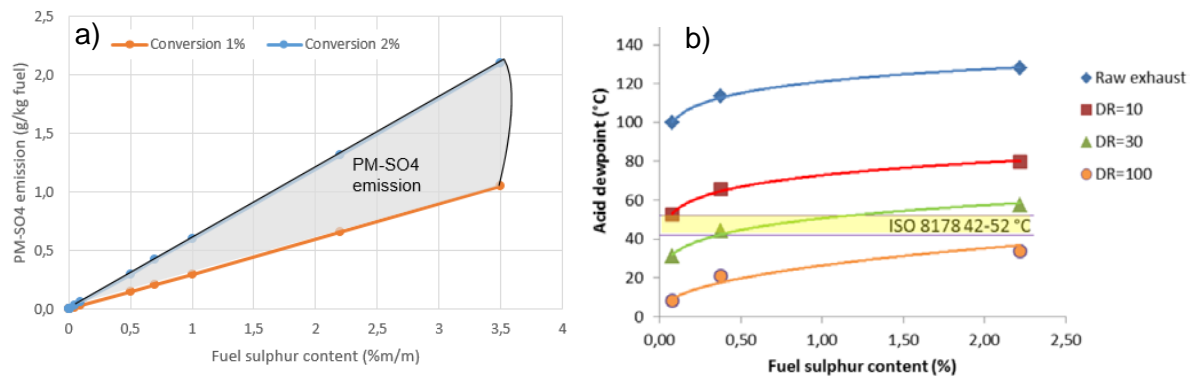 a)
Conversion 1%
Conversion 2%
PM-SO4 emission (g/kg fuel)
2,5
2,0
1,5
1,0
0,5
0,0
PM-SO4
emission
0
0,5
1
1,5
2
2,5
3
3,5
4
Fuel sulphur content (%m/m)
b)
Acid dewpoint (°C)
140
120
100
80
60
40
20
0
ISO 8178 42-52 °C
0,00
0,50
1,00
1,50
2,00
2,50
Fuel sulphur content (%)
Raw exhaust
DR=10
DR=30
DR=100